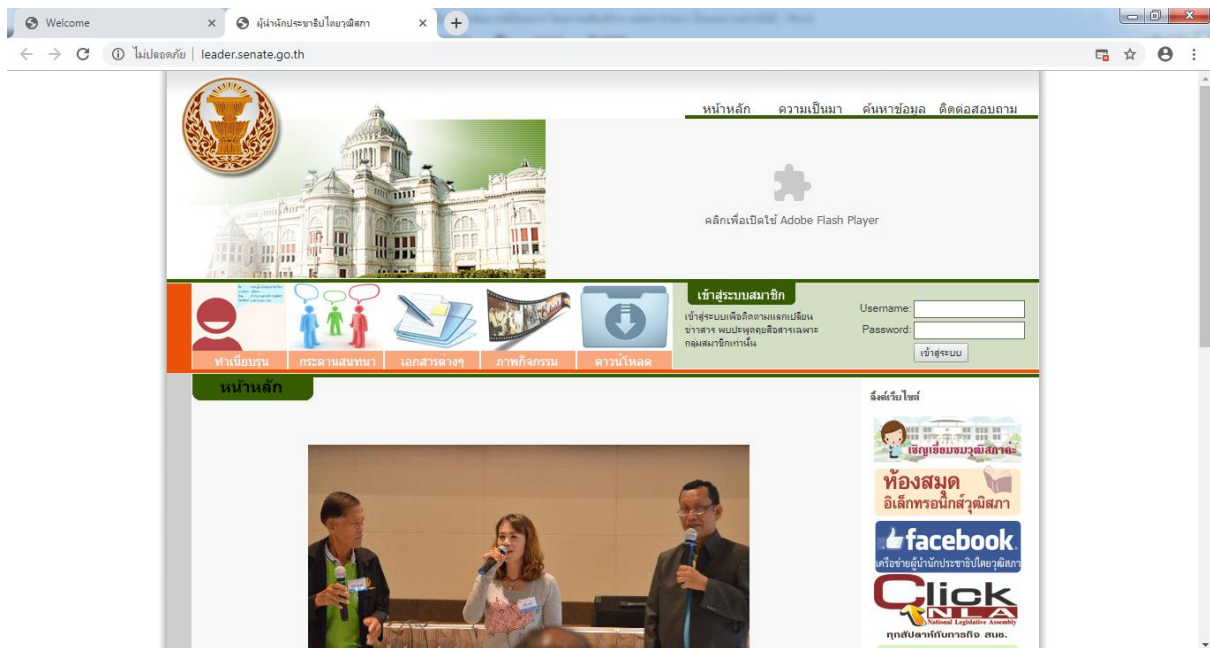 Welcome
ผู้นำนักประชาธิปไตยวุฒิสภา
ไม่ปลอดภัย | leader.senate.go.th
หน้าหลัก ความเป็นมา ค้นหาข้อมูล ติดต่อสอบถาม
คลิกเพื่อเปิดใช้ Adobe Flash Player
เข้าสู่ระบบสมาชิก
เข้าสู่ระบบเพื่อติดตามแลกเปลี่ยน
ข่าวสาร พบปะพูดคุยสื่อสารเฉพาะ
กลุ่มสมาชิกเท่านั้น
Username:
Password:
เข้าสู่ระบบ
ทำเนียบรุ่น กระดานสนทนา เอกสารต่างๆ ภาพกิจกรรม ดาวน์โหลด
หน้าหลัก
ลิงค์เว็บไซต์
เชิญเยี่ยมชมวุฒิสภาค่ะ
ห้องสมุด
อิเล็กทรอนิกส์วุฒิสภา
facebook
เครือข่ายผู้นำนักประชาธิปไตยวุฒิสภา
Click
NLA
National Legislative Assembly
ทุกสัปดาห์กับภารกิจ สนช.